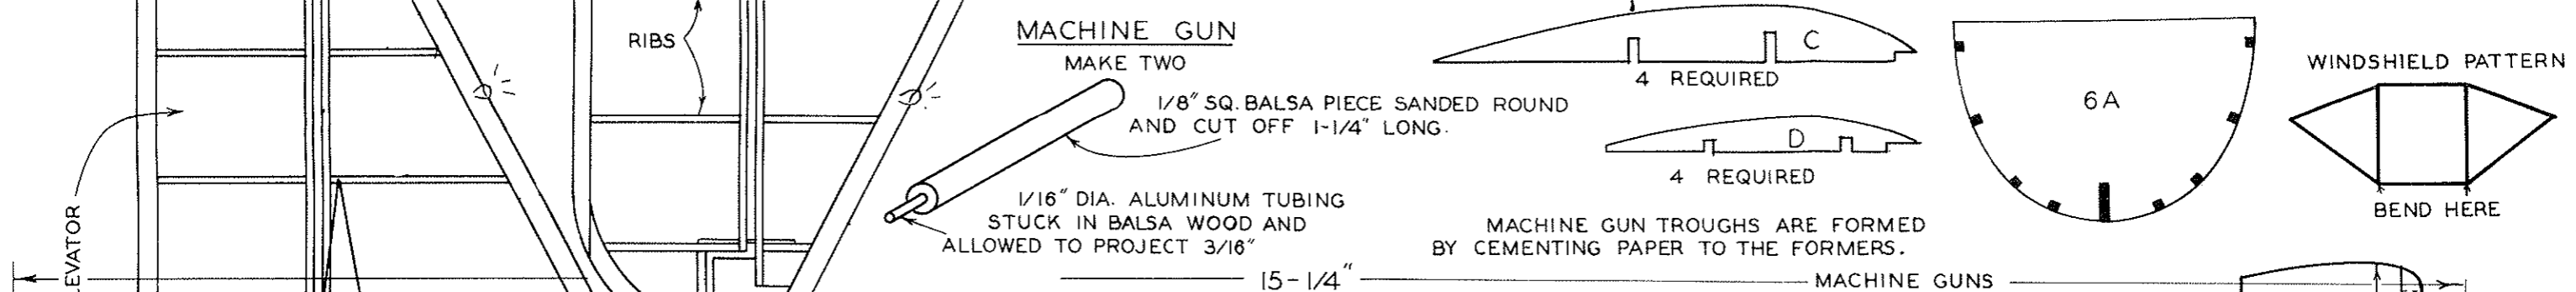 RIBS
ELEVATOR
MACHINE GUN
MAKE TWO
1/8" SQ. BALSA PIECE SANDED ROUND
AND CUT OFF 1-1/4" LONG.
1/16" DIA. ALUMINUM TUBING
STUCK IN BALSA WOOD AND
ALLOWED TO PROJECT 3/16"
C
4 REQUIRED
D
4 REQUIRED
MACHINE GUN TROUGHS ARE FORMED
BY CEMENTING PAPER TO THE FORMERS.
6A
WINDSHIELD PATTERN
BEND HERE
15-1/4"
MACHINE GUNS